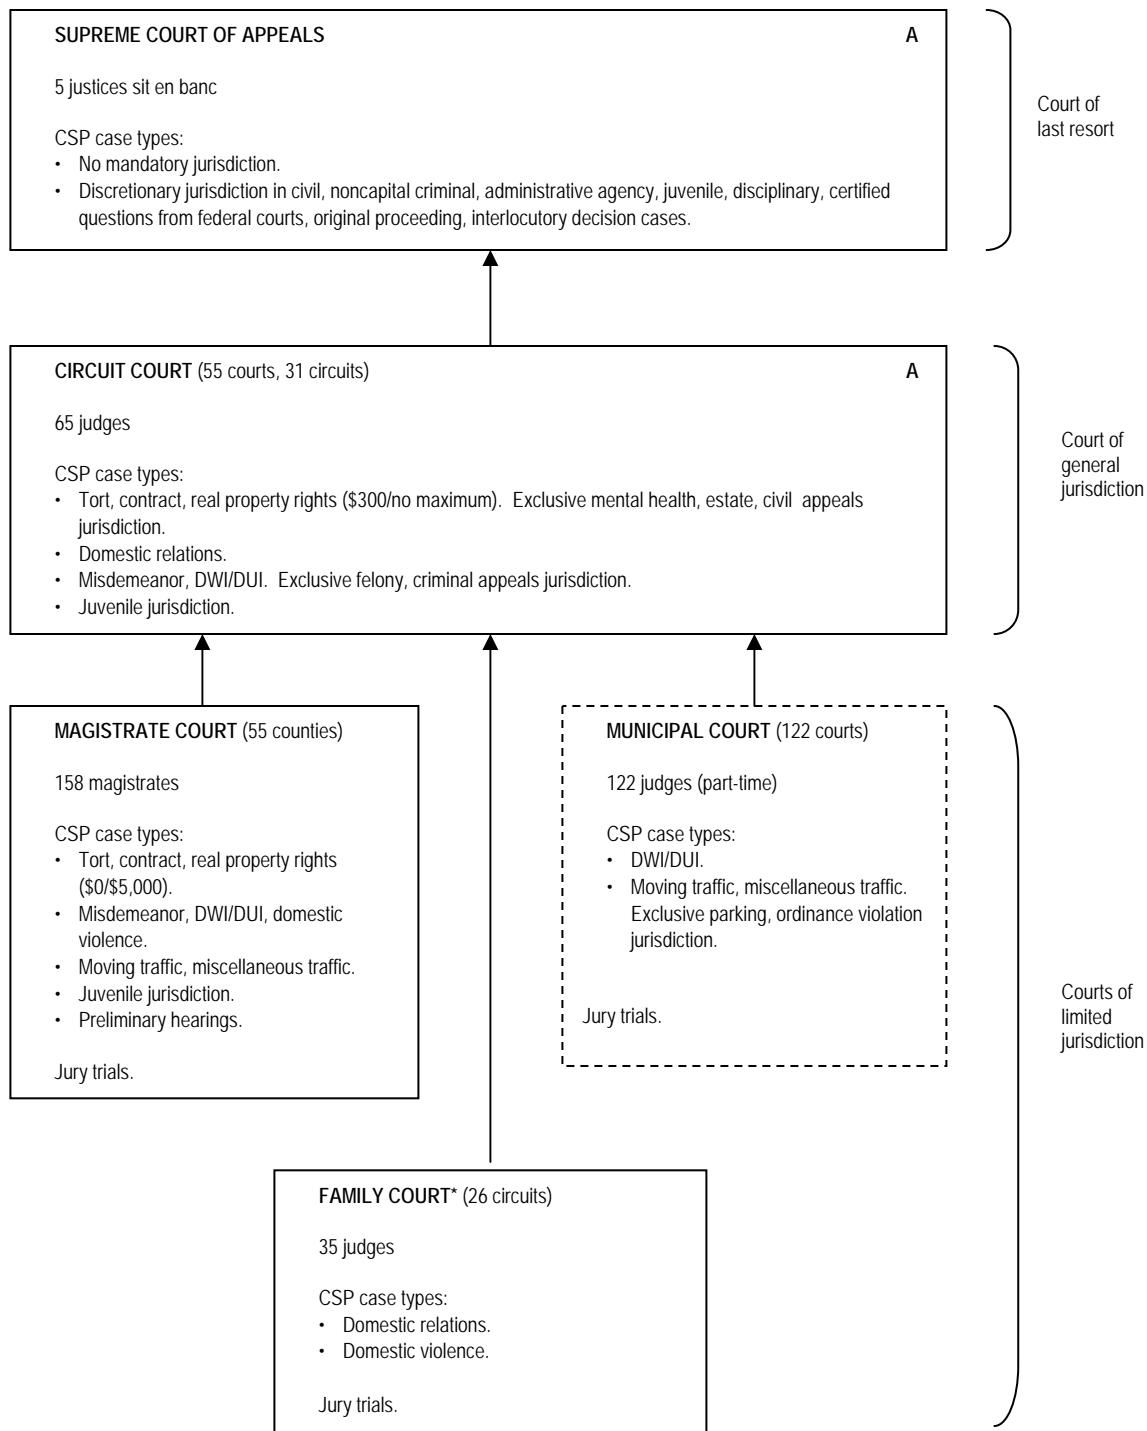 SUPREME COURT OF APPEALS A
5 justices sit en banc
CSP case types:
• No mandatory jurisdiction.
• Discretionary jurisdiction in civil, noncapital criminal, administrative agency, juvenile, disciplinary, certified
questions from federal courts, original proceeding, interlocutory decision cases.
Court of
last resort
CIRCUIT COURT (55 courts, 31 circuits) A
65 judges
CSP case types:
• Tort, contract, real property rights ($300/no maximum). Exclusive mental health, estate, civil appeals
jurisdiction.
• Domestic relations.
• Misdemeanor, DWI/DUI. Exclusive felony, criminal appeals jurisdiction.
• Juvenile jurisdiction.
Court of
general
jurisdiction
MAGISTRATE COURT (55 counties)
158 magistrates
CSP case types:
• Tort, contract, real property rights
($0/$5,000).
• Misdemeanor, DWI/DUI, domestic
violence.
• Moving traffic, miscellaneous traffic.
• Juvenile jurisdiction.
• Preliminary hearings.
Jury trials.
MUNICIPAL COURT (122 courts)
122 judges (part-time)
CSP case types:
• DWI/DUI.
• Moving traffic, miscellaneous traffic.
Exclusive parking, ordinance violation
jurisdiction.
Jury trials.
Courts of
limited
jurisdiction
FAMILY COURT* (26 circuits)
35 judges
CSP case types:
• Domestic relations.
• Domestic violence.
Jury trials.